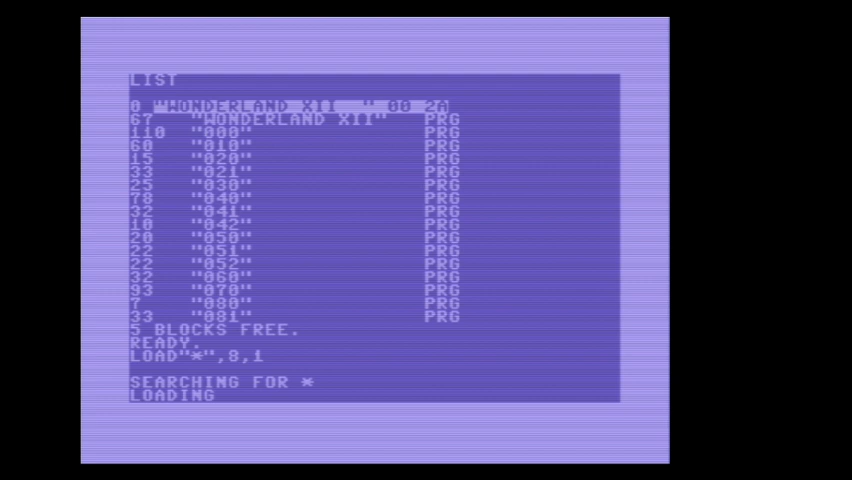 LIST
0 "WONDERLAND XII  " 00 2A
67   "WONDERLAND XII"   PRG
110  "000"              PRG
60   "010"              PRG
15   "020"              PRG
33   "021"              PRG
25   "030"              PRG
78   "040"              PRG
32   "041"              PRG
10   "042"              PRG
20   "050"              PRG
22   "051"              PRG
22   "052"              PRG
32   "060"              PRG
93   "070"              PRG
7    "080"              PRG
33   "081"              PRG
5 BLOCKS FREE.
READY.
LOAD"*",8,1
SEARCHING FOR *
LOADING